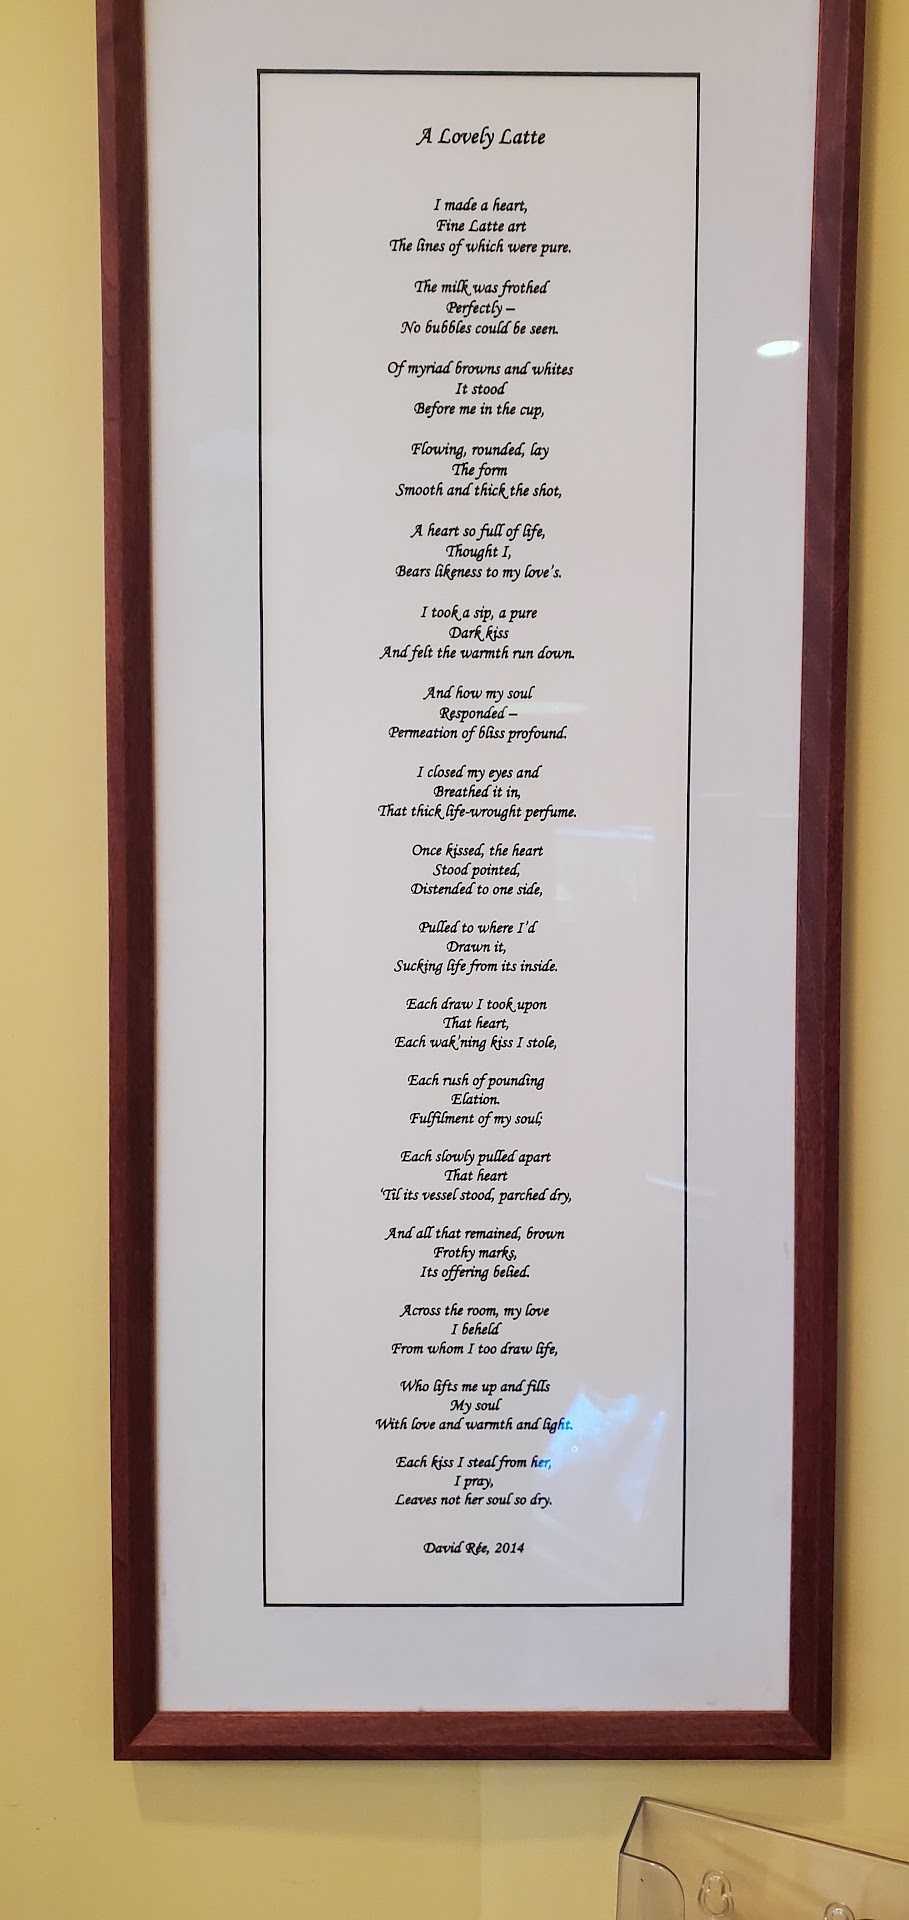 A Lovely Latte
I made a heart,
Fine Latte art
The lines of which were pure.
The milk was frothed
Perfectly –
No bubbles could be seen.
Of myriad browns and whites
It stood
Before me in the cup,
Flowing, rounded, lay
The form
Smooth and thick the shot,
A heart so full of life,
Thought I,
Bears likeness to my love's.
I took a sip, a pure
Dark kiss
And felt the warmth run down.
And how my soul
Responded –
Permeation of bliss profound.
I closed my eyes and
Breathed it in,
That thick life-wrought perfume.
Once kissed, the heart
Stood pointed,
Distended to one side,
Pulled to where I'd
Drawn it,
Sucking life from its inside.
Each draw I took upon
That heart,
Each wak'ning kiss I stole,
Each rush of pounding
Elation.
Fulfilment of my soul;
Each slowly pulled apart
That heart
'Til its vessel stood, parched dry,
And all that remained, brown
Frothy marks,
Its offering belied.
Across the room, my love
I beheld
From whom I too draw life,
Who lifts me up and fills
My soul
With love and warmth and light.
Each kiss I steal from her,
I pray,
Leaves not her soul so dry.
David Rée, 2014